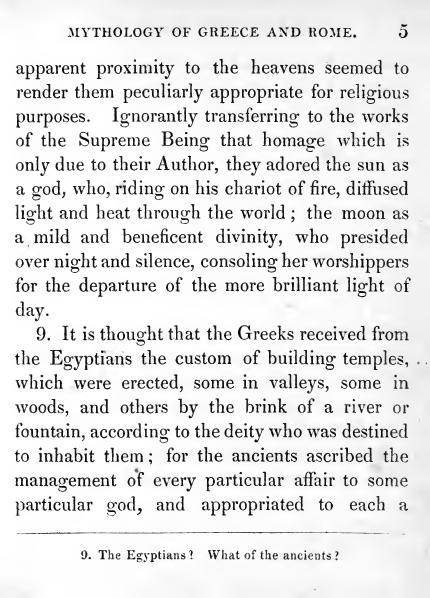 MYTHOLOGY OF GREECE AND ROME. 5
apparent proximity to the heavens seemed to
render them peculiarly appropriate for religious
purposes. Ignorantly transferring to the works
of the Supreme Being that homage which is
only due to their Author, they adored the sun as
a god, who, riding on his chariot of fire, diffused
light and heat through the world; the moon as
a mild and beneficent divinity, who presided
over night and silence, consoling her worshippers
for the departure of the more brilliant light of
day.
9. It is thought that the Greeks received from
the Egyptians the custom of building temples,
which were erected, some in valleys, some in
woods, and others by the brink of a river or
fountain, according to the deity who was destined
to inhabit them; for the ancients ascribed the
management of every particular affair to some
particular god, and appropriated to each a
9. The Egyptians? What of the ancients?